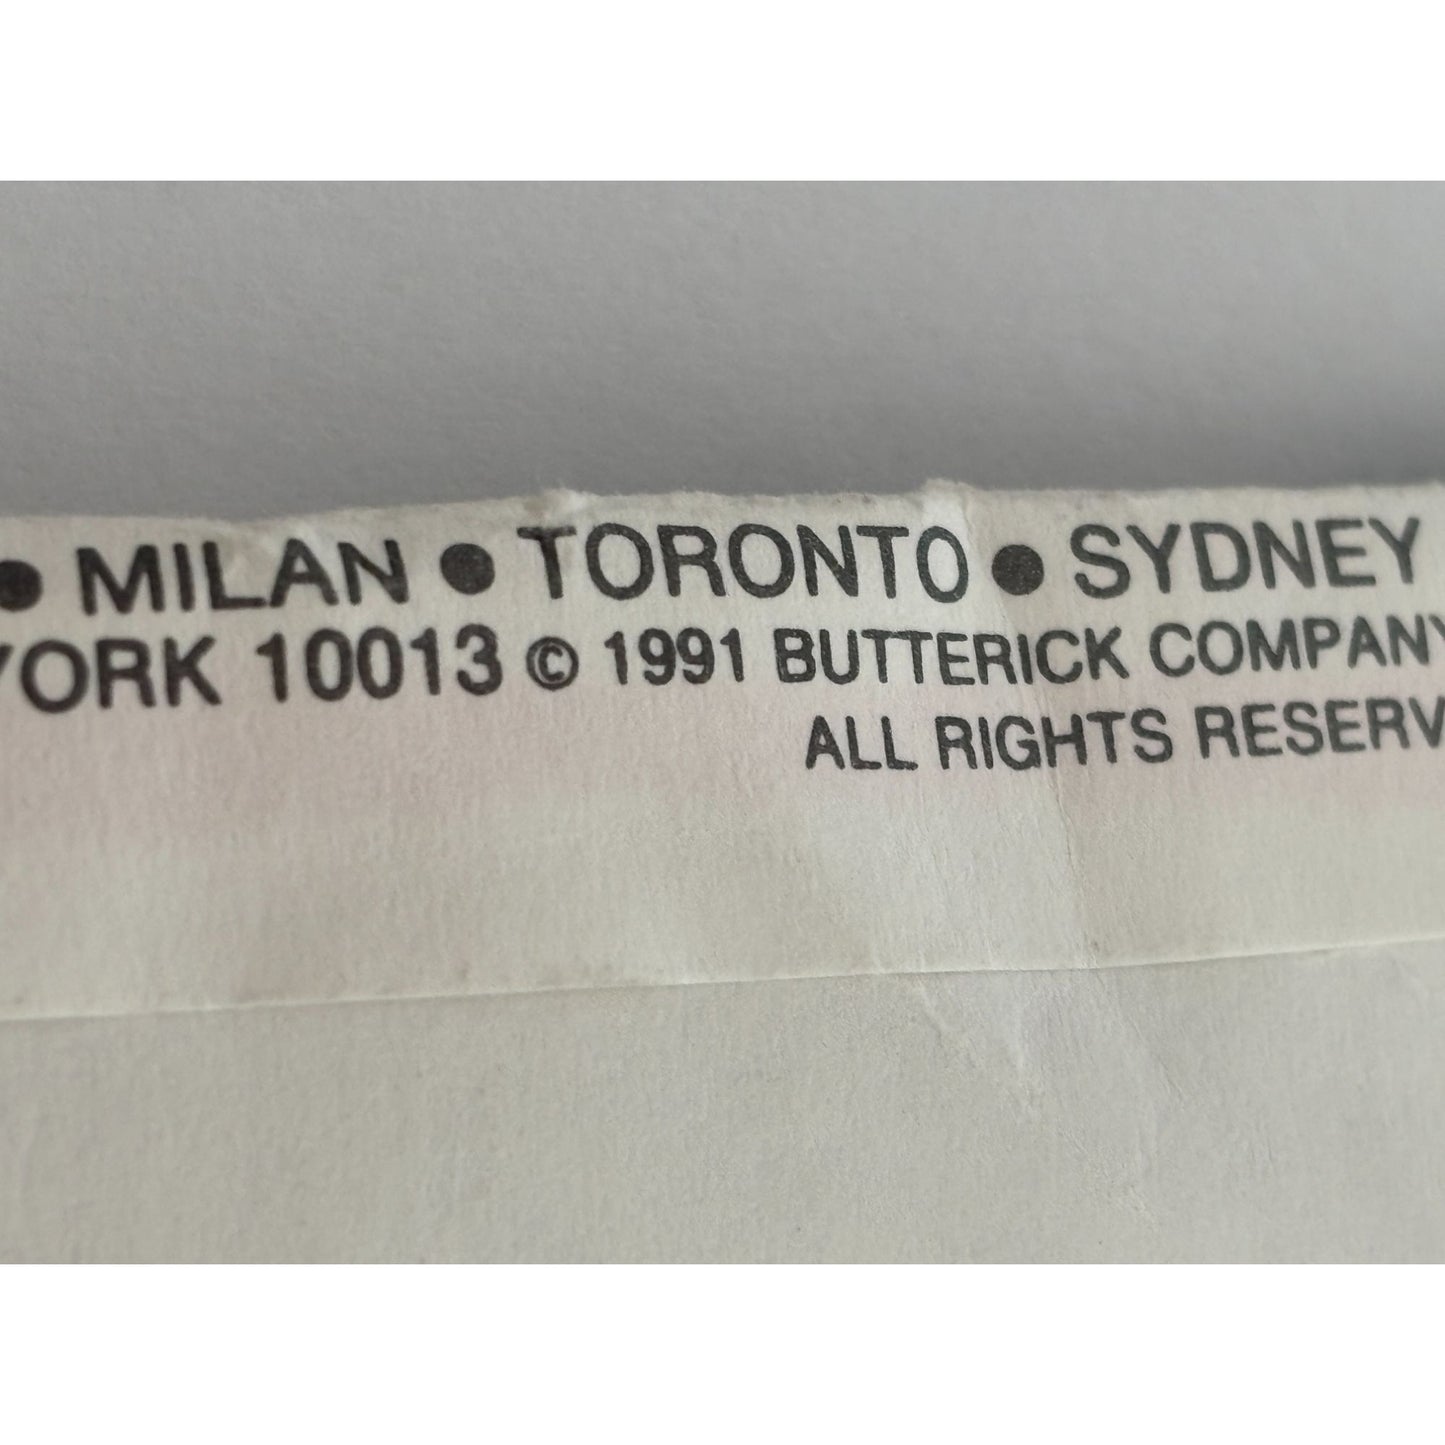 ● MILAN ● TORONTO ● SYDNEY
YORK 10013 © 1991 BUTTERICK COMPANY
ALL RIGHTS RESERV